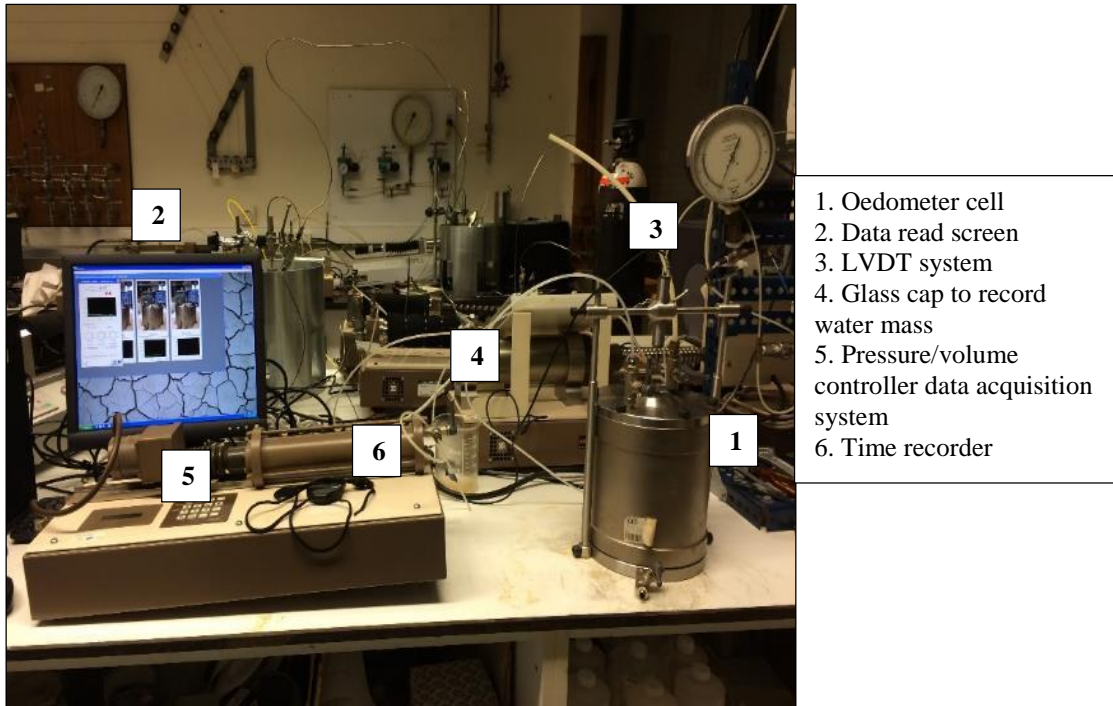 2
3
4
1
5
6
1. Oedometer cell
2. Data read screen
3. LVDT system
4. Glass cap to record
water mass
5. Pressure/volume
controller data acquisition
system
6. Time recorder